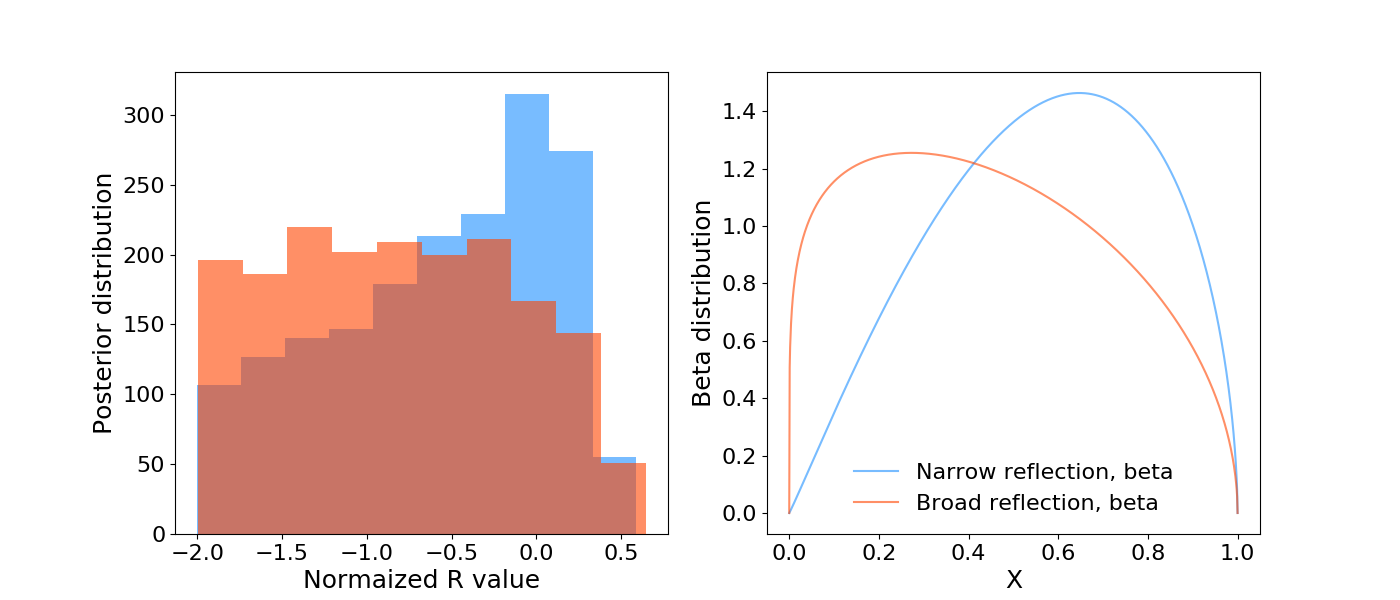 Posterior distribution
300
250
200
150
100
50
0
−2.0 −1.5 −1.0 −0.5 0.0 0.5
Normaized R value
Beta distribution
1.4
1.2
1.0
0.8
0.6
0.4
0.2
0.0
Narrow reflection, beta
Broad reflection, beta
0.0 0.2 0.4 0.6 0.8 1.0
X